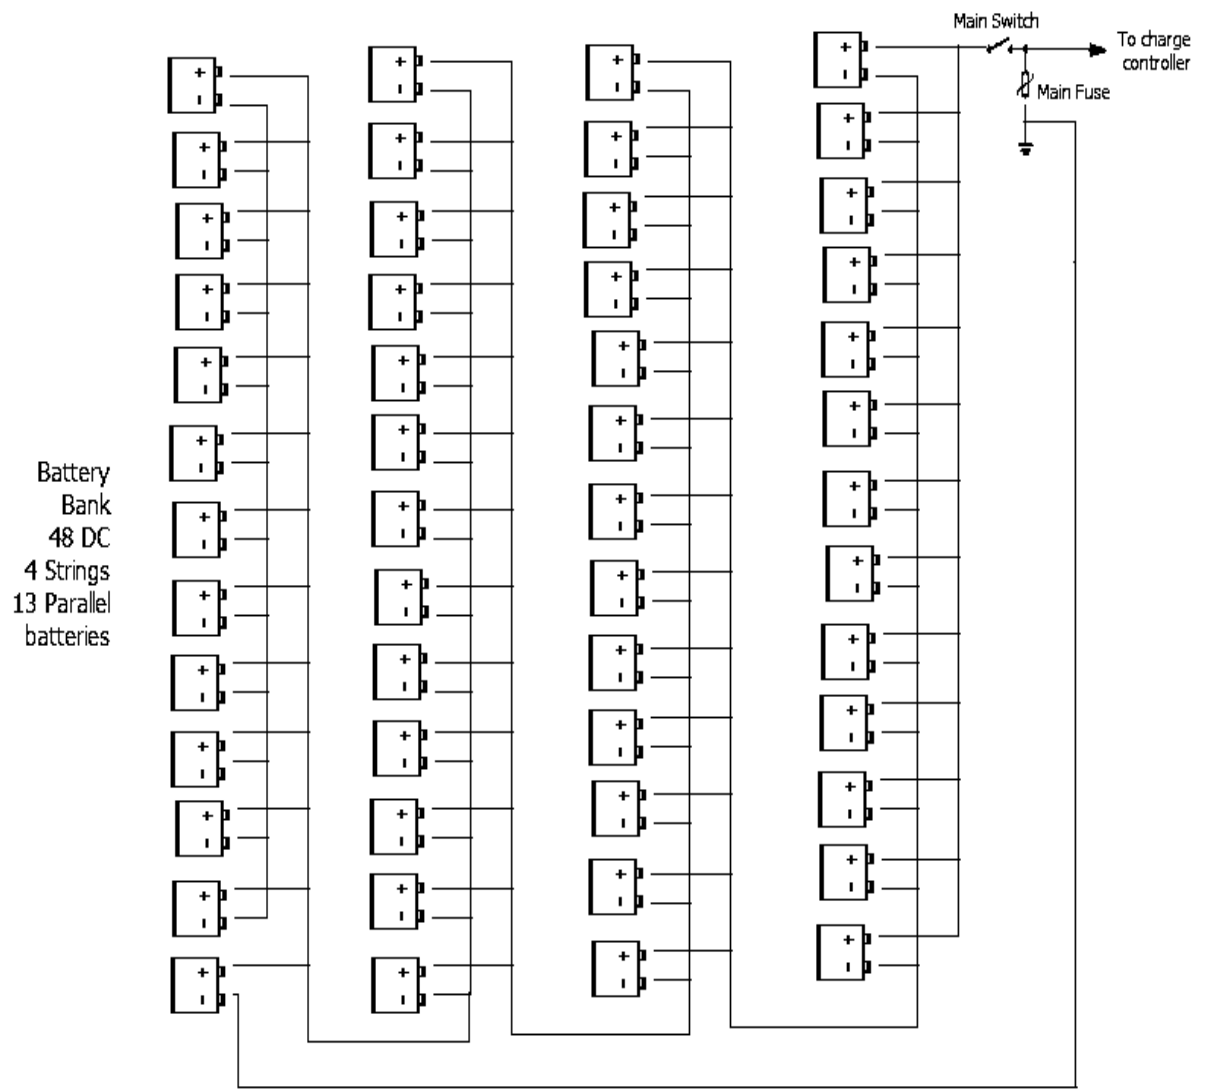 Main Switch
To charge
controller
Main Fuse
Battery
Bank
48 DC
4 Strings
13 Parallel
batteries